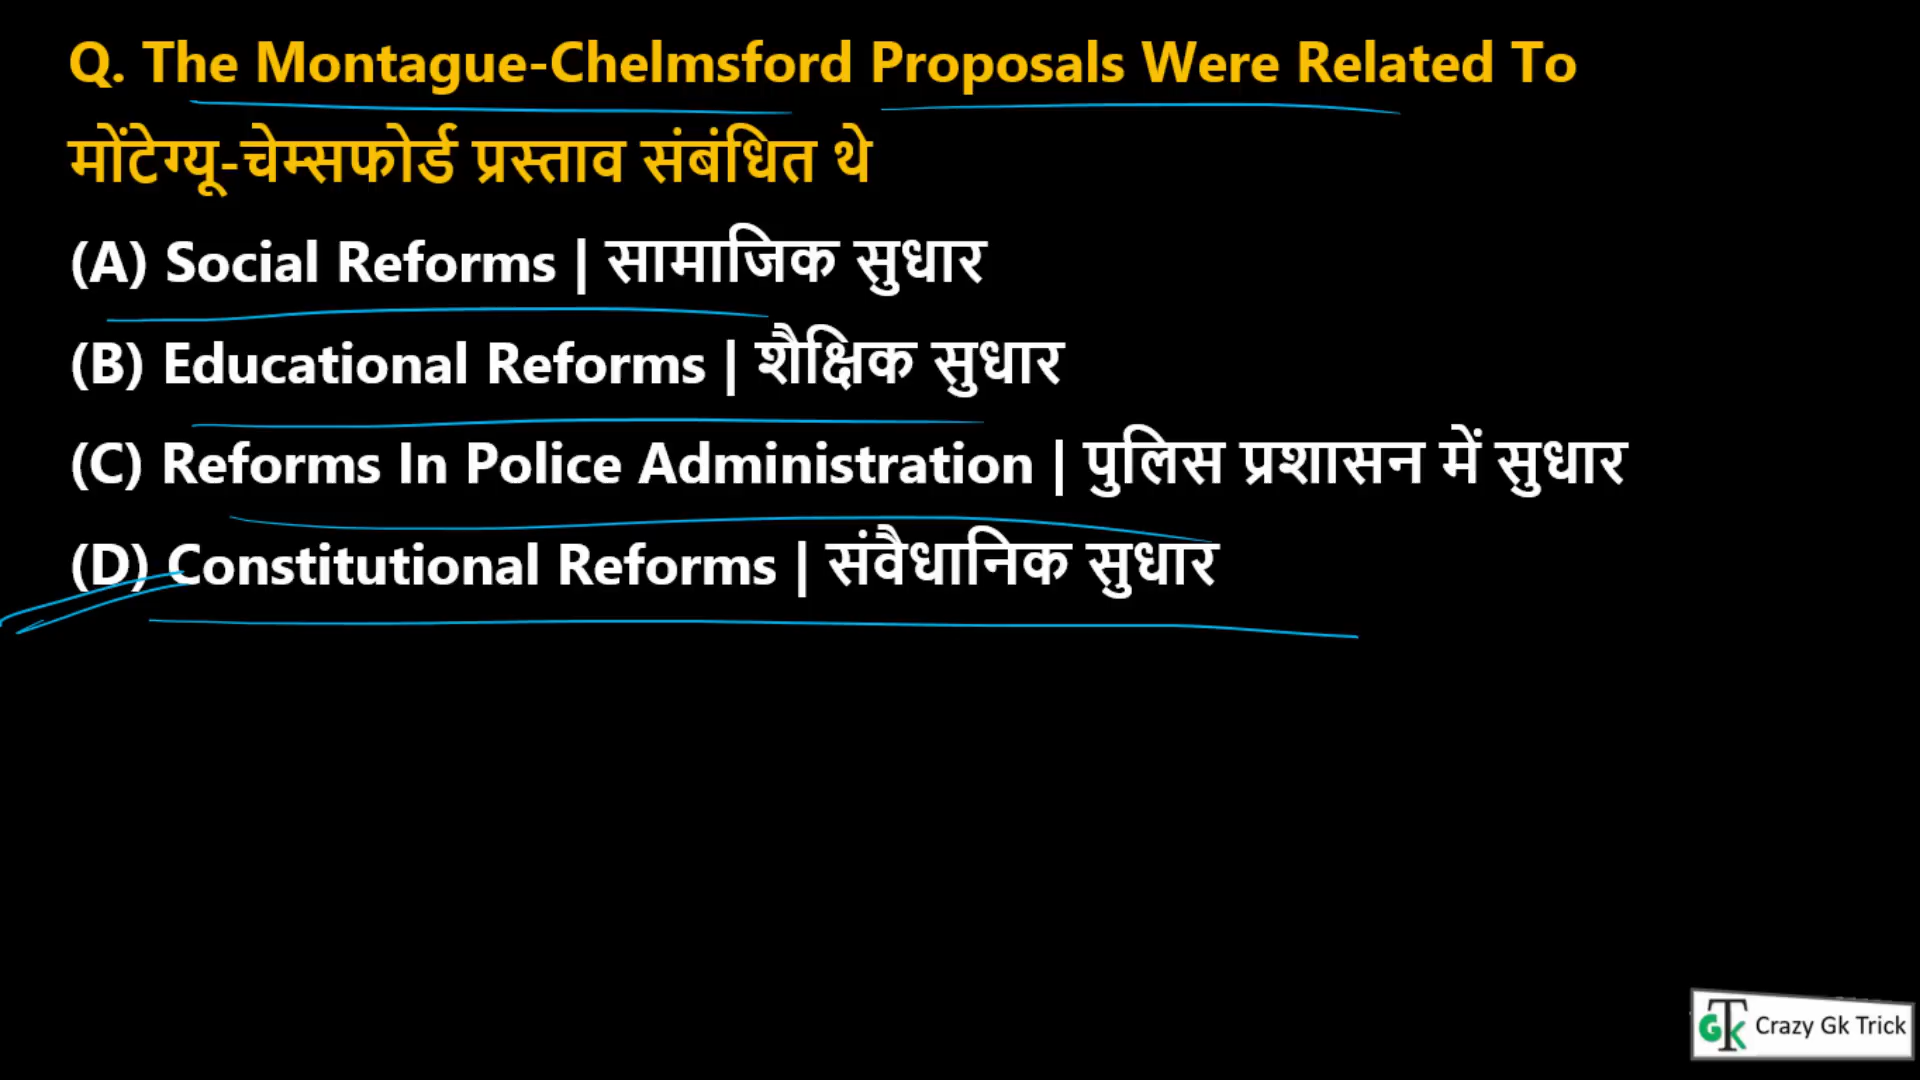 Q. The Montague-Chelmsford Proposals Were Related To
मोंटेग्यू-चेम्सफोर्ड प्रस्ताव संबंधित थे
(A) Social Reforms | सामाजिक सुधार
(B) Educational Reforms | शैक्षिक सुधार
(C) Reforms In Police Administration | पुलिस प्रशासन में सुधार
(D) Constitutional Reforms | संवैधानिक सुधार
GTK Crazy Gk Trick